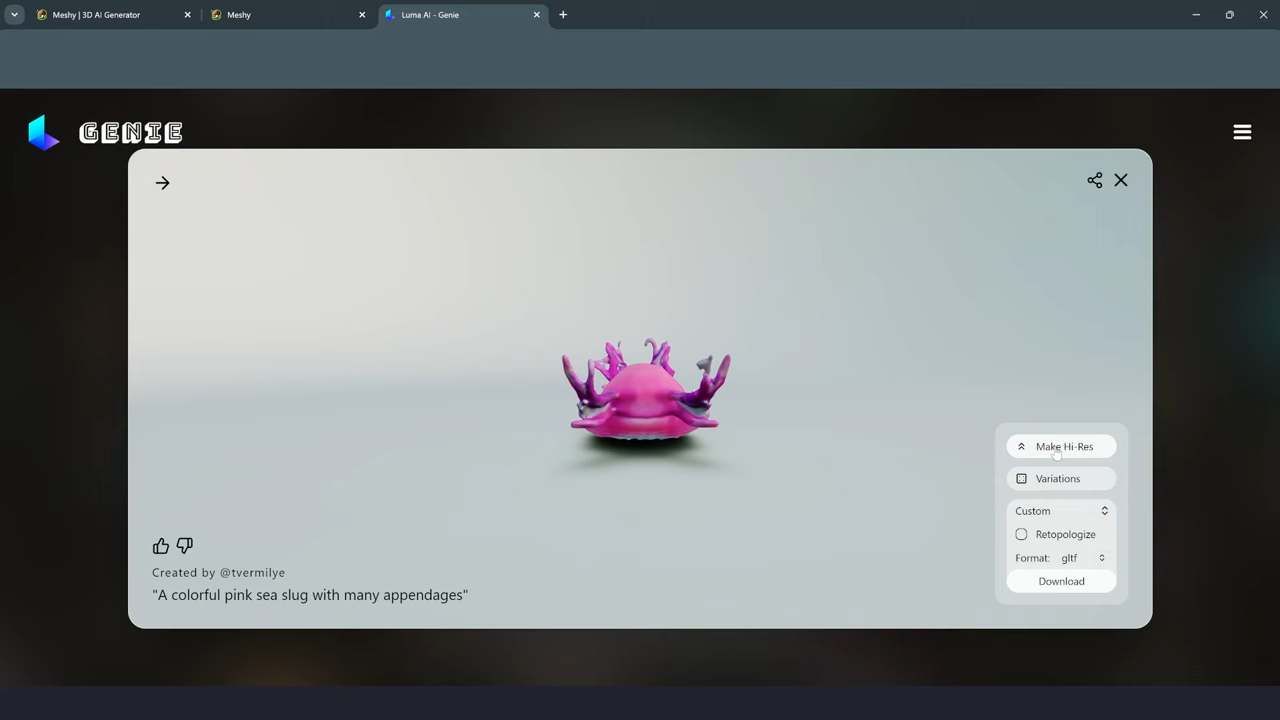 Meshy | 3D AI Generator
Meshy
Luma AI - Genie
GENIE
Make Hi-Res
Variations
Custom
Retopologize
Format: gltf
Download
Created by @tvermilye
"A colorful pink sea slug with many appendages"